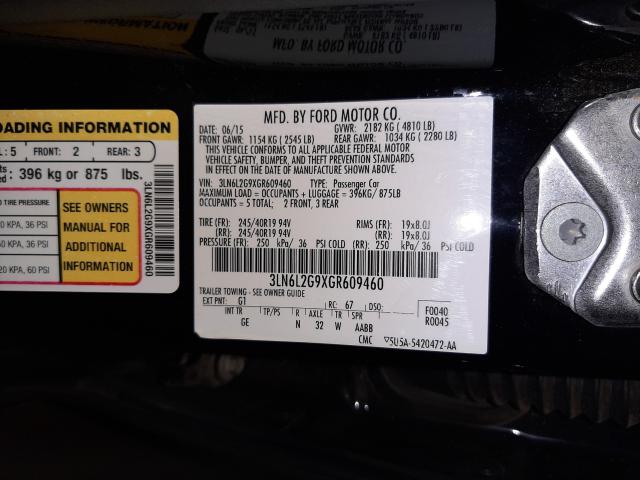 MFD. BY FORD MOTOR CO.
LOADING INFORMATION
: 5 FRONT: 2 REAR: 3
396 kg or 875 lbs.
TIRE PRESSURE
KPA, 36 PSI
KPA, 36 PSI
KPA, 60 PSI
SEE OWNERS
MANUAL FOR
ADDITIONAL
INFORMATION
3LN6L2G9XGR609460
MFD. BY FORD MOTOR CO.
DATE: 06/15 GVWR: 2182 KG ( 4810 LB)
FRONT GAWR: 1154 KG ( 2545 LB) REAR GAWR: 1034 KG ( 2280 LB)
THIS VEHICLE CONFORMS TO ALL APPLICABLE FEDERAL MOTOR
VEHICLE SAFETY, BUMPER, AND THEFT PREVENTION STANDARDS
IN EFFECT ON THE DATE OF MANUFACTURE SHOWN ABOVE.
VIN: 3LN6L2G9XGR609460 TYPE: Passenger Car
MAXIMUM LOAD = OCCUPANTS + LUGGAGE = 396KG/ 875LB
OCCUPANTS = 5 TOTAL: 2 FRONT, 3 REAR
TIRE (FR): 245/40R19 94V RIMS (FR): 19x8.0J
(RR): 245/40R19 94V (RR): 19x8.0J
PRESSURE (FR): 250 kPa/ 36 PSI COLD (RR): 250 kPa/ 36 PSI COLD
3LN6L2G9XGR609460
TRAILER TOWING - SEE OWNER GUIDE
EXT PNT: G1 RC: 67 DSO: F0040
R0045
INT TR TP/PS R AXLE TR SPR
GE N 32 W AABB
CMC 5U5A-5420472-AA